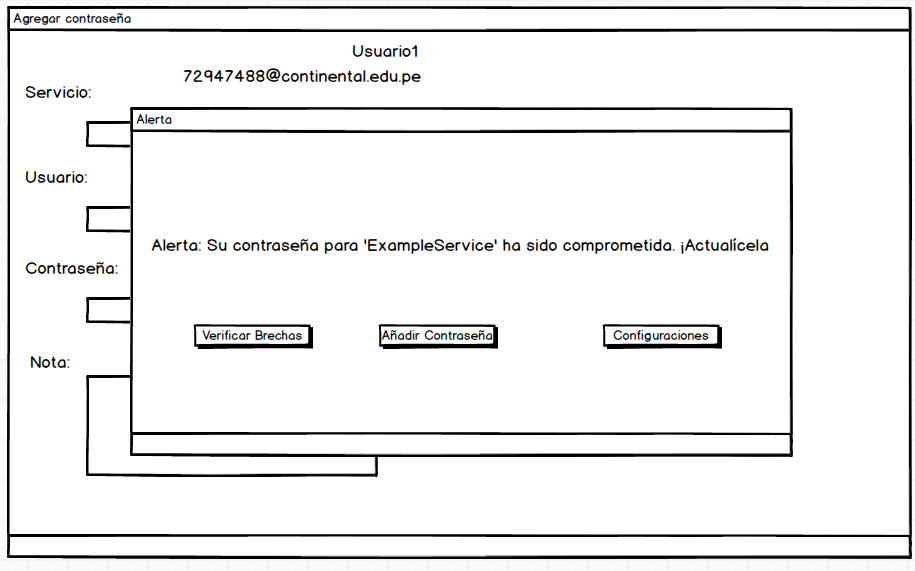 Agregar contraseña
Usuario1
72947488@continental.edu.pe
Servicio:
Alerta
Usuario:
Alerta: Su contraseña para 'ExampleService' ha sido comprometida. ¡Actualícela
Contraseña:
Verificar Brechas
Añadir Contraseña
Configuraciones
Nota: